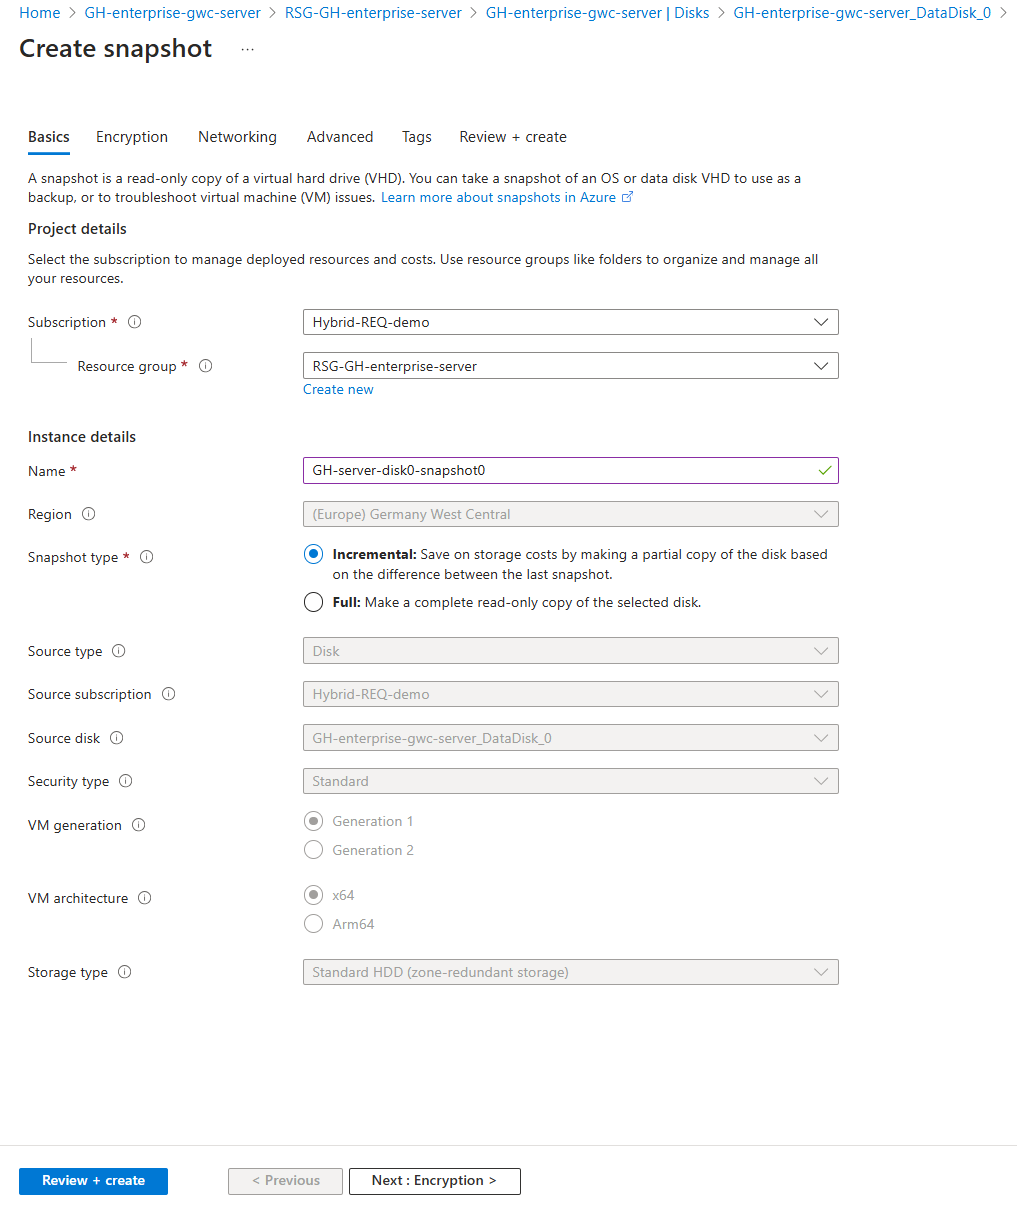 Home > GH-enterprise-gwc-server > RSG-GH-enterprise-server > GH-enterprise-gwc-server | Disks > GH-enterprise-gwc-server_DataDisk_0 >
Create snapshot ...
Basics Encryption Networking Advanced Tags Review + create
A snapshot is a read-only copy of a virtual hard drive (VHD). You can take a snapshot of an OS or data disk VHD to use as a
backup, or to troubleshoot virtual machine (VM) issues. Learn more about snapshots in Azure
Project details
Select the subscription to manage deployed resources and costs. Use resource groups like folders to organize and manage all
your resources.
Subscription * Hybrid-REQ-demo
Resource group * RSG-GH-enterprise-server
Create new
Instance details
Name * GH-server-disk0-snapshot0
Region (Europe) Germany West Central
Snapshot type * Incremental: Save on storage costs by making a partial copy of the disk based
on the difference between the last snapshot.
Full: Make a complete read-only copy of the selected disk.
Source type Disk
Source subscription Hybrid-REQ-demo
Source disk GH-enterprise-gwc-server_DataDisk_0
Security type Standard
VM generation Generation 1
Generation 2
VM architecture x64
Arm64
Storage type Standard HDD (zone-redundant storage)
Review + create < Previous Next : Encryption >